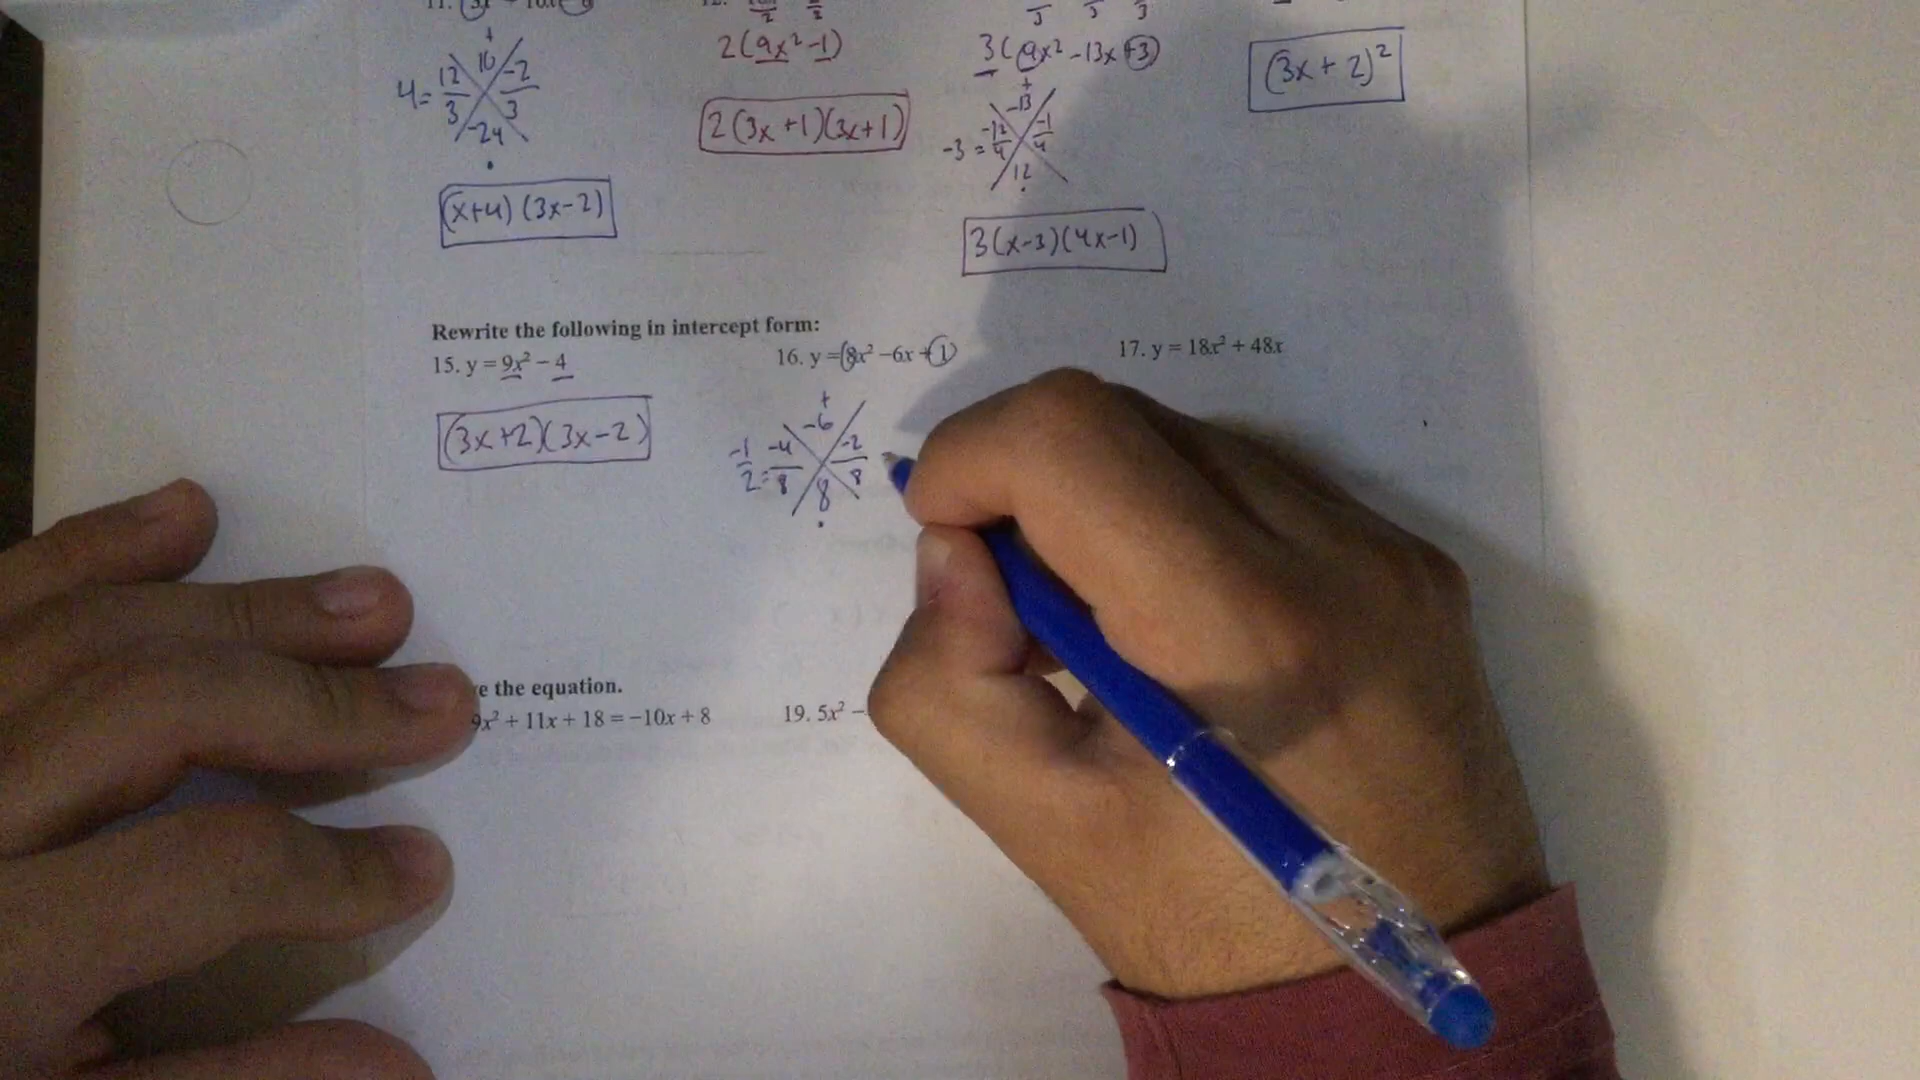 2(9x² -1)
3(4x² -13x +3)
(3x + 2)²
2(3x +1)(3x+1)
+
16
12
-2
4=
3
3
-24
.
+
-13
-12
-1
-3 =
4
4
12
.
(x+4) (3x-2)
3(x-3)(4x-1)
Rewrite the following in intercept form:
15. y = 9x² – 4
16. y = 8x² –6x + 1
17. y = 18x² + 48x
(3x+2)(3x-2)
+
-6
-1
-4
-2
2 =
8
8
8
.
e the equation.
9x² + 11x + 18 = −10x + 8
19. 5x² –